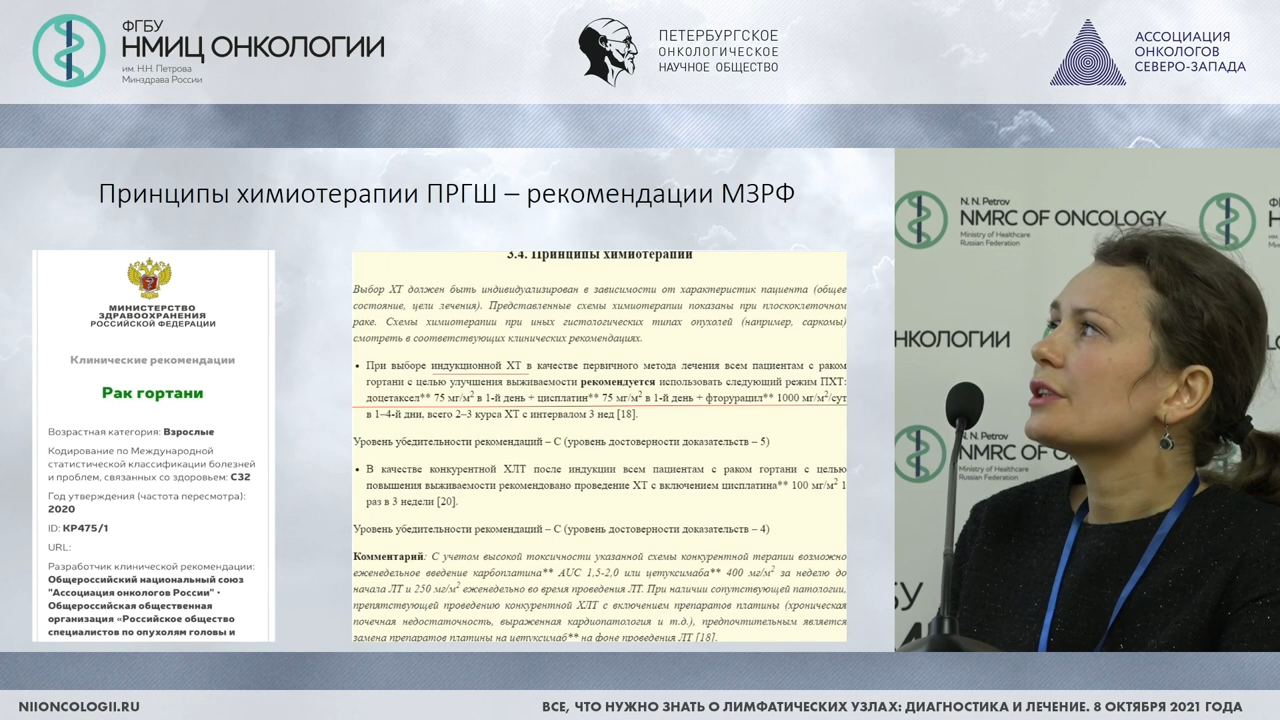 ФГБУ
НМИЦ ОНКОЛОГИИ
им. Н.Н. Петрова
Минздрава России
ПЕТЕРБУРГСКОЕ
ОНКОЛОГИЧЕСКОЕ
НАУЧНОЕ ОБЩЕСТВО
АССОЦИАЦИЯ
ОНКОЛОГОВ
СЕВЕРО-ЗАПАДА
Принципы химиотерапии ПРГШ – рекомендации МЗРФ
МИНИСТЕРСТВО
ЗДРАВООХРАНЕНИЯ
РОССИЙСКОЙ ФЕДЕРАЦИИ
Клинические рекомендации
Рак гортани
Возрастная категория: Взрослые
Кодирование по Международной
статистической классификации болезней
и проблем, связанных со здоровьем: C32
Год утверждения (частота пересмотра):
2020
ID: КР475/1
URL:
Разработчик клинической рекомендации:
Общероссийский национальный союз
"Ассоциация онкологов России" •
Общероссийская общественная
организация «Российское общество
специалистов по опухолям головы и
3.4. Принципы химиотерапии
Выбор ХТ должен быть индивидуализирован в зависимости от характеристик пациента (общее
состояние, цели лечения). Представленные схемы химиотерапии показаны при плоскоклеточном
раке. Схемы химиотерапии при иных гистологических типах опухолей (например, саркомы)
смотреть в соответствующих клинических рекомендациях.
• При выборе индукционной ХТ в качестве первичного метода лечения всем пациентам с раком
гортани с целью улучшения выживаемости рекомендуется использовать следующий режим ПХТ:
доцетаксел** 75 мг/м² в 1-й день + цисплатин** 75 мг/м² в 1-й день + фторурацил** 1000 мг/м²/сут
в 1–4-й дни, всего 2–3 курса ХТ с интервалом 3 нед [18].
Уровень убедительности рекомендаций – С (уровень достоверности доказательств – 5)
• В качестве конкурентной ХЛТ после индукции всем пациентам с раком гортани с целью
повышения выживаемости рекомендовано проведение ХТ с включением цисплатина** 100 мг/м² 1
раз в 3 недели [20].
Уровень убедительности рекомендаций – С (уровень достоверности доказательств – 4)
Комментарий: С учетом высокой токсичности указанной схемы конкурентной терапии возможно
еженедельное введение карбоплатина** AUC 1,5-2,0 или цетуксимаба** 400 мг/м² за неделю до
начала ЛТ и 250 мг/м² еженедельно во время проведения ЛТ. При наличии сопутствующей патологии,
препятствующей проведению конкурентной ХЛТ с включением препаратов платины (хроническая
почечная недостаточность, выраженная кардиопатология и т.д.), предпочтительным является
замена препаратов платины на цетуксимаб** на фоне проведения ЛТ [18].
N. N. Petrov
NMRC OF ONCOLOGY
Ministry of Healthcare
Russian Federation
НКОЛОГИИ
N. N. Petrov
NMRC OF
Ministry of Healthcare
Russian Federation
ФГБУ
NIIONCOLOGII.RU
ВСЕ, ЧТО НУЖНО ЗНАТЬ О ЛИМФАТИЧЕСКИХ УЗЛАХ: ДИАГНОСТИКА И ЛЕЧЕНИЕ. 8 ОКТЯБРЯ 2021 ГОДА